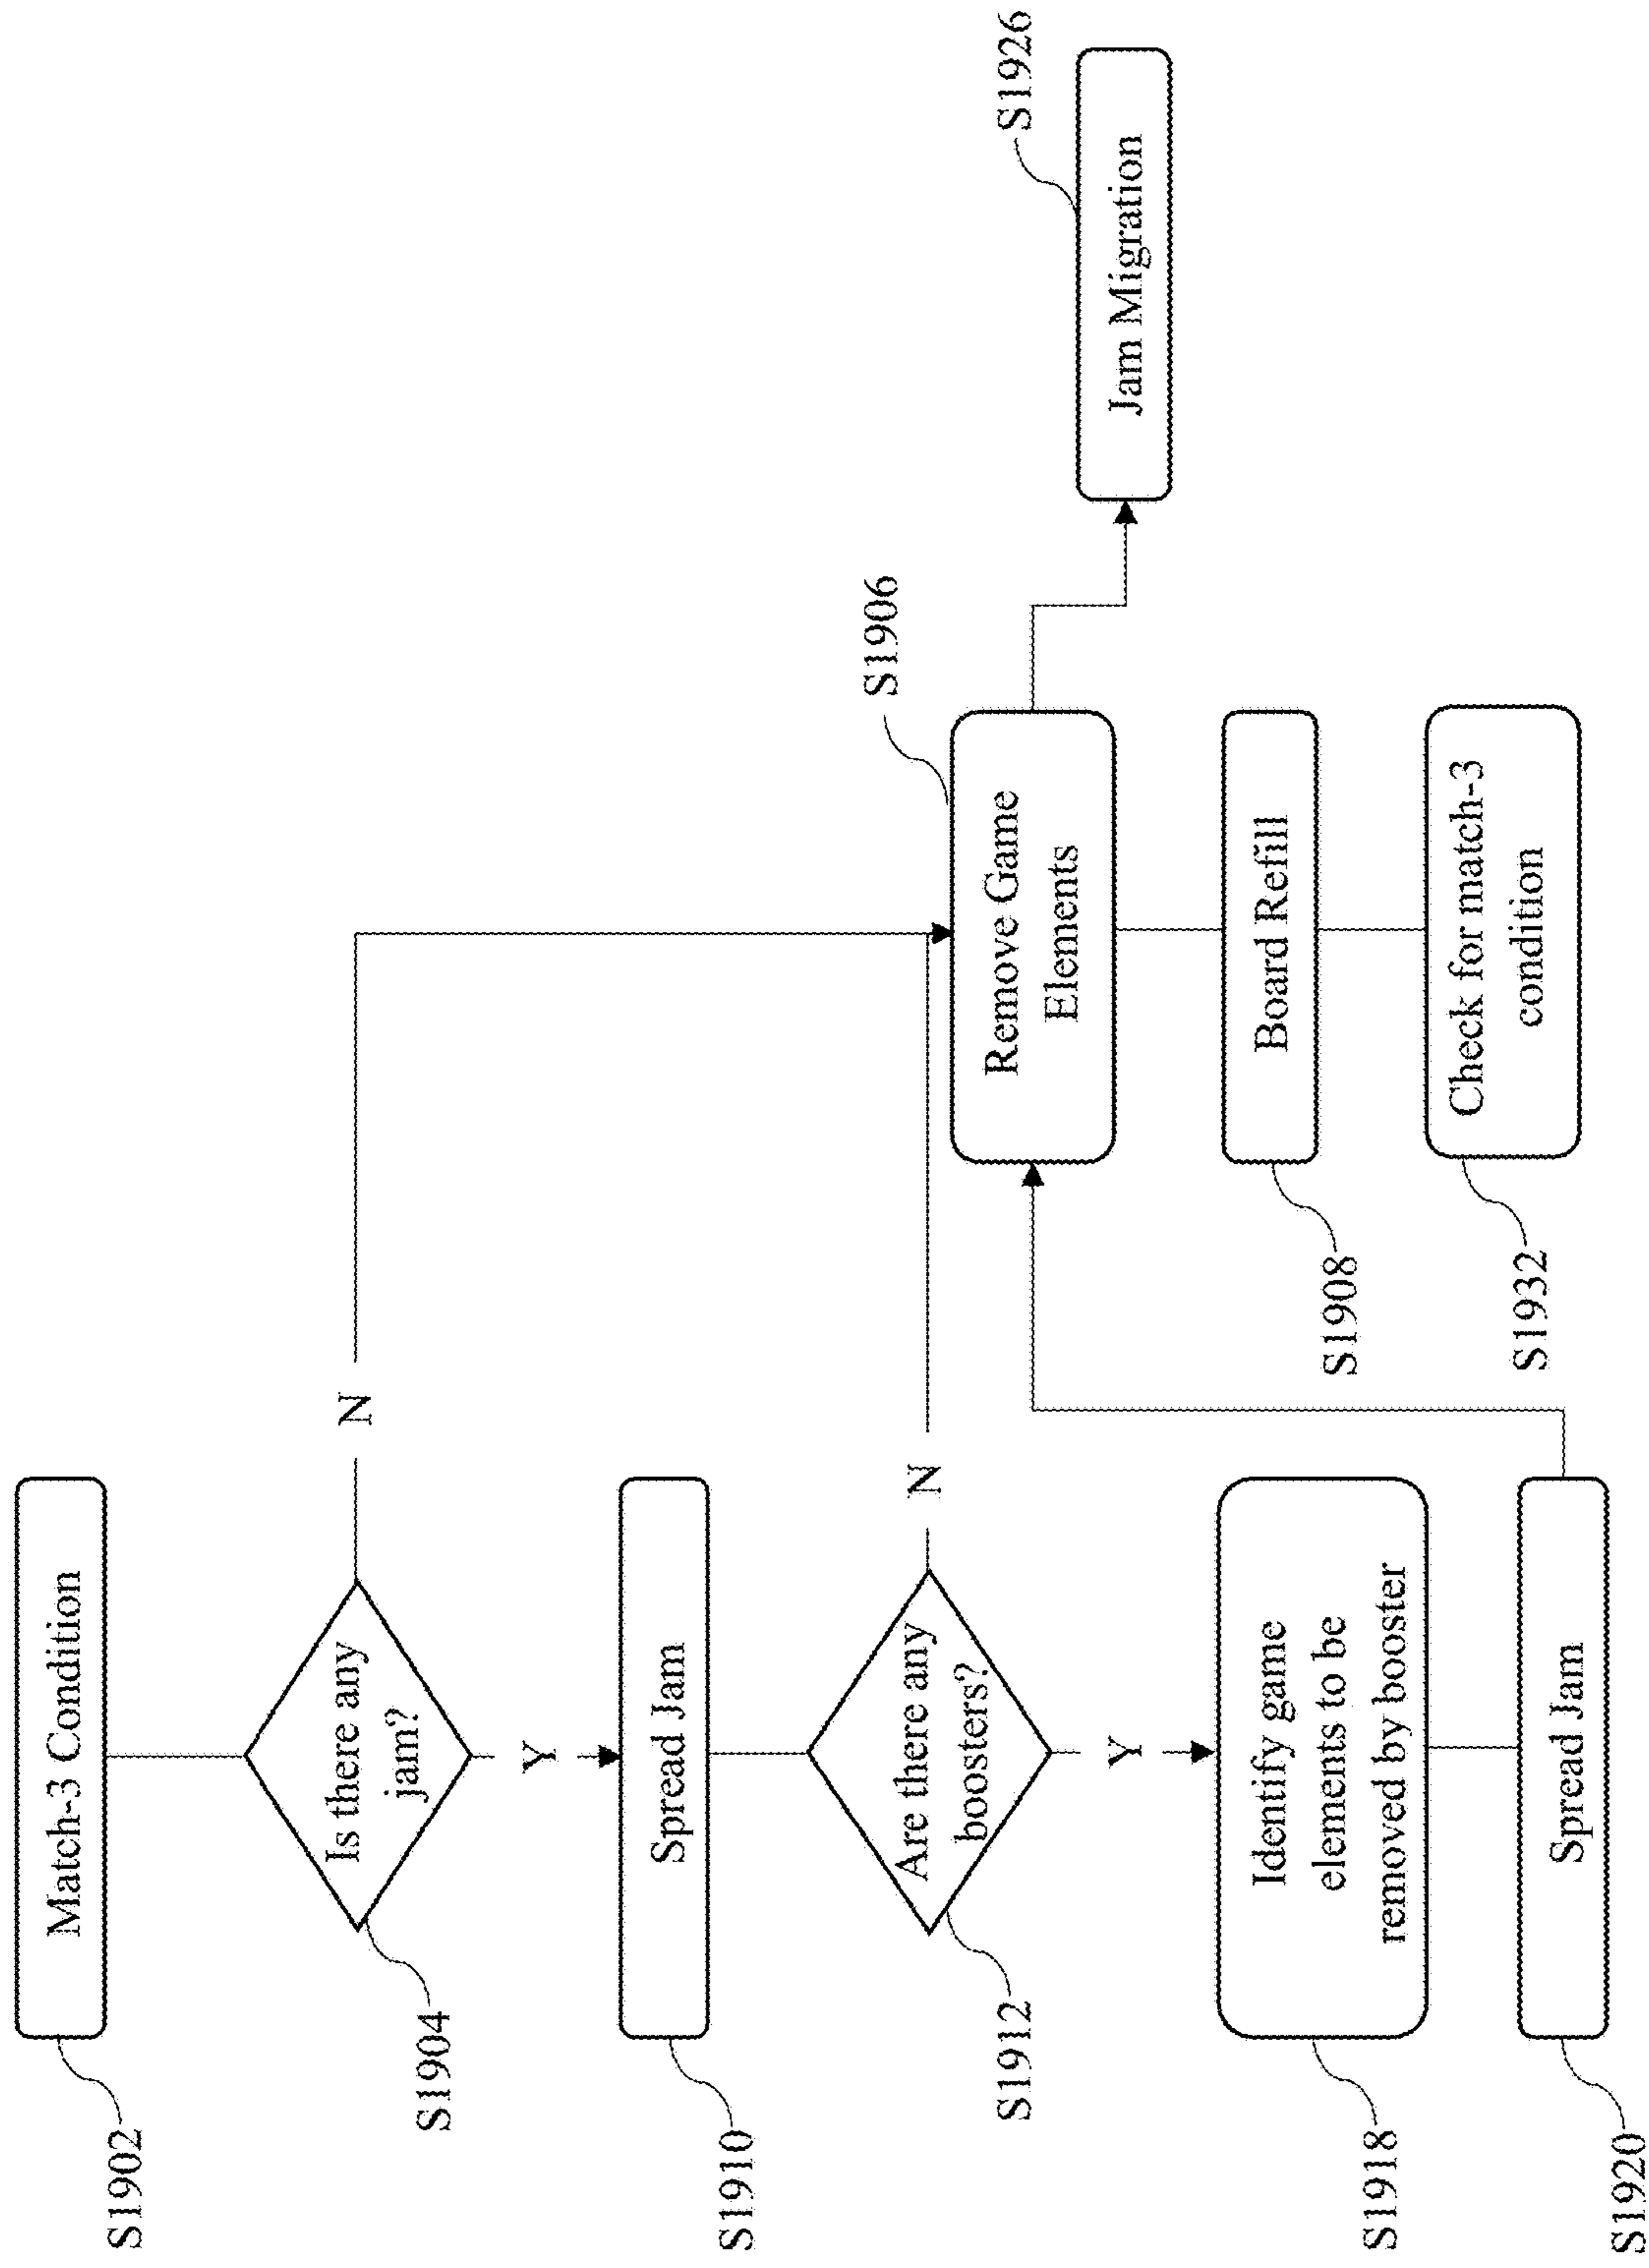 S1902
Match-3 Condition
S1904
Is there any
jam?
N
Y
S1910
Spread Jam
S1912
Are there any
boosters?
N
Y
S1918
Identify game
elements to be
removed by booster
S1920
Spread Jam
S1906
Remove Game
Elements
S1908
Board Refill
S1932
Check for match-3
condition
S1926
Jam Migration